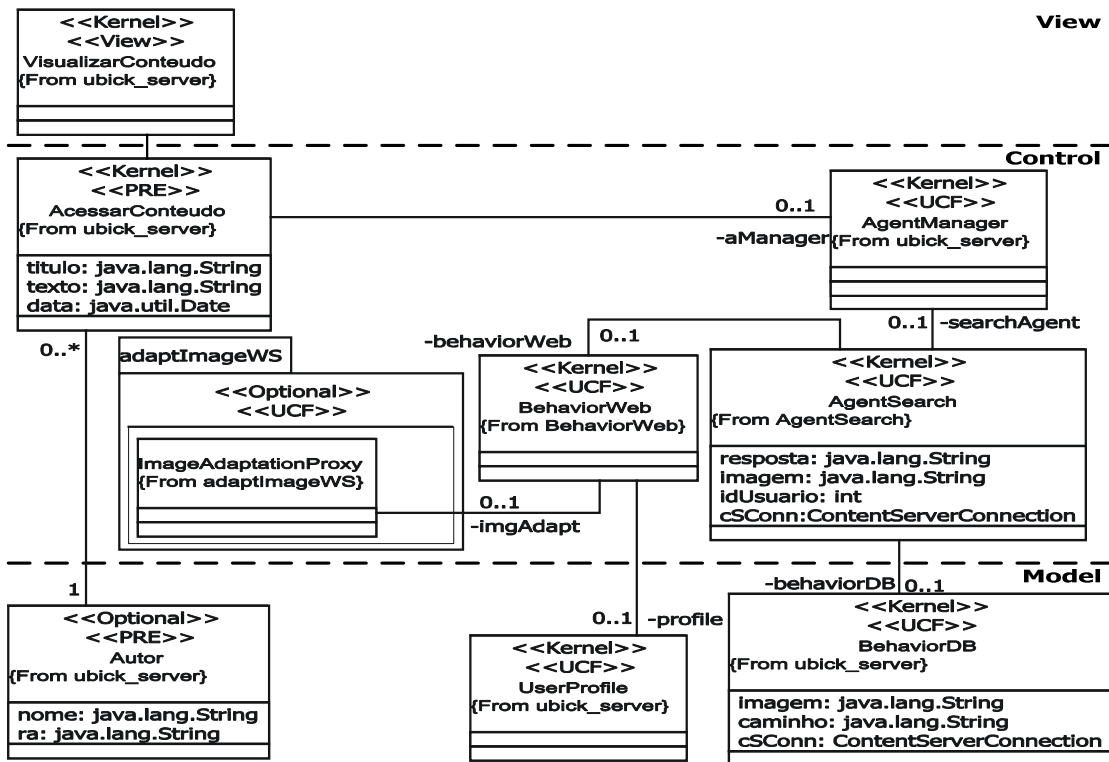 <<Kernel>>
<<View>>
VisualizarConteudo
{From ubick_server}
View
Control
<<Kernel>>
<<PRE>>
AcessarConteudo
{From ubick_server}
titulo: java.lang.String
texto: java.lang.String
data: java.util.Date
0..1
-aManager
<<Kernel>>
<<UCF>>
AgentManager
{From ubick_server}
0..1
-searchAgent
0..*
adaptImageWS
<<Optional>>
<<UCF>>
ImageAdaptationProxy
{From adaptImageWS}
0..1
-imgAdapt
-behaviorWeb
0..1
<<Kernel>>
<<UCF>>
BehaviorWeb
{From BehaviorWeb}
<<Kernel>>
<<UCF>>
AgentSearch
{From AgentSearch}
resposta: java.lang.String
imagem: java.lang.String
idUsuario: int
cSConn:ContentServerConnection
Model
1
<<Optional>>
<<PRE>>
Autor
{From ubick_server}
nome: java.lang.String
ra: java.lang.String
0..1
-profile
<<Kernel>>
<<UCF>>
UserProfile
{From ubick_server}
-behaviorDB
0..1
<<Kernel>>
<<UCF>>
BehaviorDB
{From ubick_server}
imagem: java.lang.String
caminho: java.lang.String
cSConn: ContentServerConnection